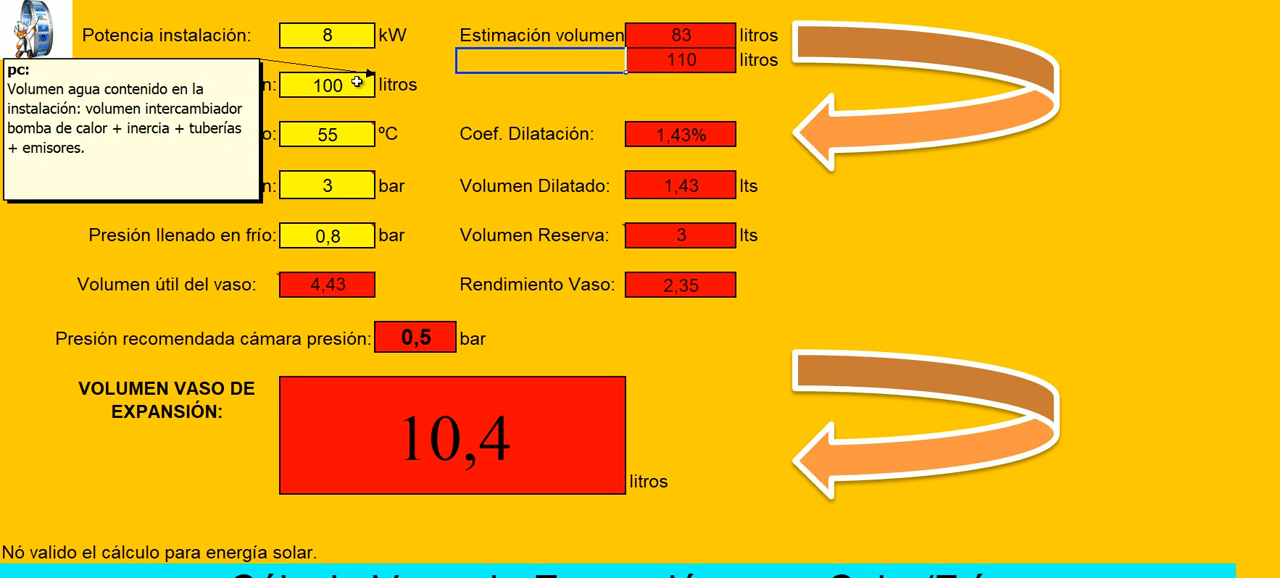 Potencia instalación: 8 kW Estimación volumen 83 litros
110 litros
pc:
Volumen agua contenido en la
instalación: volumen intercambiador
bomba de calor + inercia + tuberías
+ emisores.
n: 100 litros
o: 55 ºC Coef. Dilatación: 1,43%
n: 3 bar Volumen Dilatado: 1,43 lts
Presión llenado en frío: 0,8 bar Volumen Reserva: 3 lts
Volumen útil del vaso: 4,43 Rendimiento Vaso: 2,35
Presión recomendada cámara presión: 0,5 bar
VOLUMEN VASO DE
EXPANSIÓN:
10,4 litros
Nó valido el cálculo para energía solar.